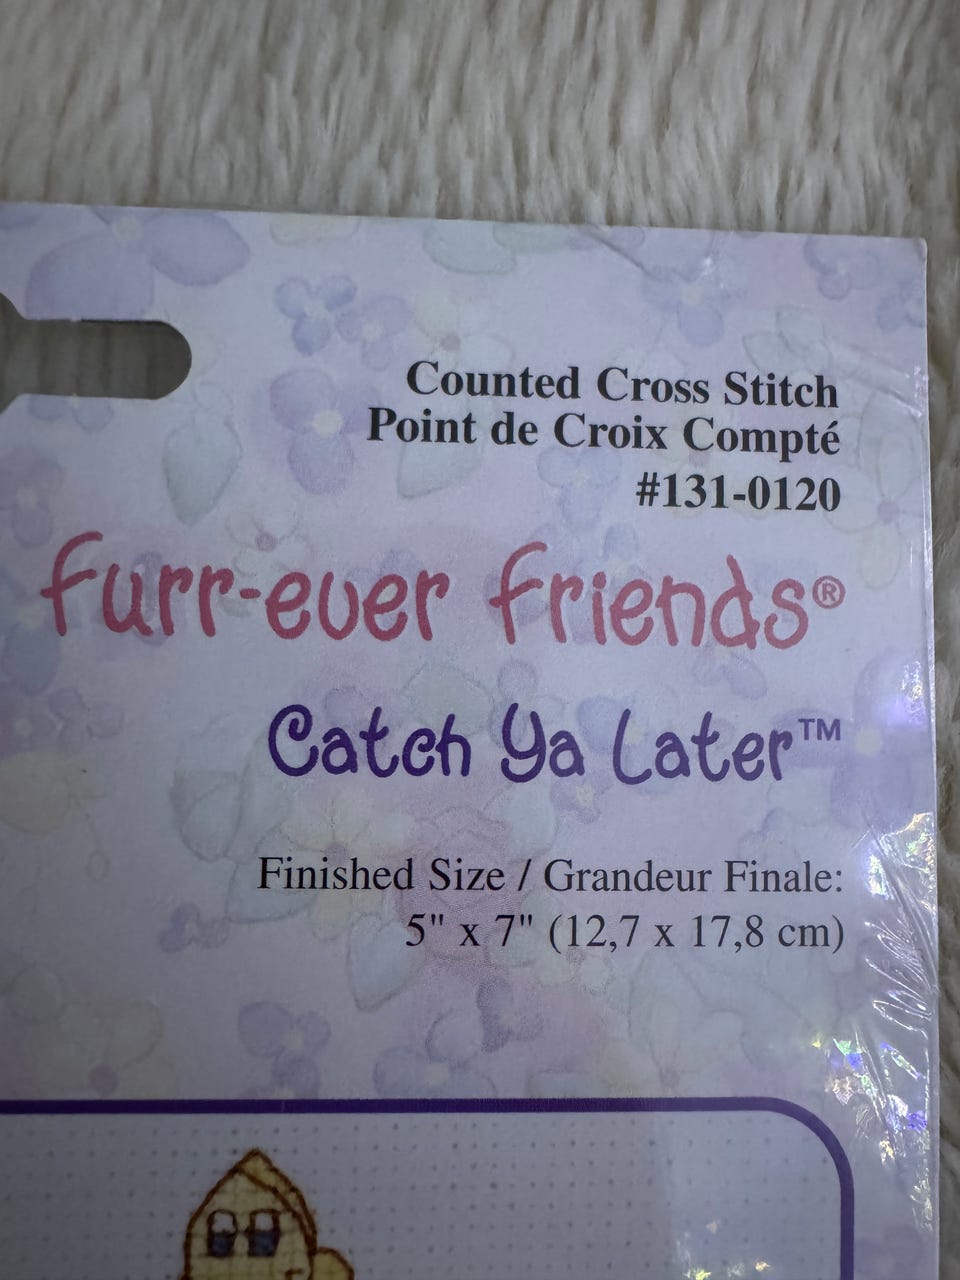 Counted Cross Stitch
Point de Croix Compté
#131-0120
furr-ever friends®
Catch Ya Later™
Finished Size / Grandeur Finale:
5" x 7" (12,7 x 17,8 cm)